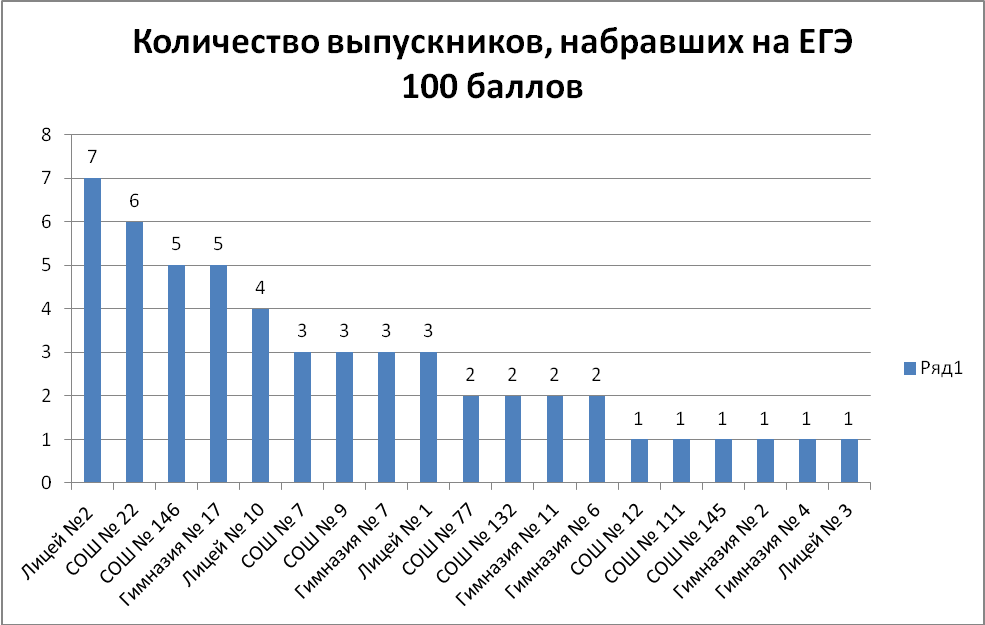 Количество выпускников, набравших на ЕГЭ
100 баллов
8
7
6
5
4
3
2
1
0
7
6
5
5
4
3
3
3
3
2
2
2
2
1
1
1
1
1
1
Лицей №2
СОШ № 22
СОШ № 146
Гимназия № 17
Лицей № 10
СОШ № 7
СОШ № 9
Гимназия № 7
Лицей № 1
СОШ № 77
СОШ № 132
Гимназия № 11
Гимназия № 6
СОШ № 12
СОШ № 111
СОШ № 145
Гимназия № 2
Гимназия № 4
Лицей № 3
Ряд1